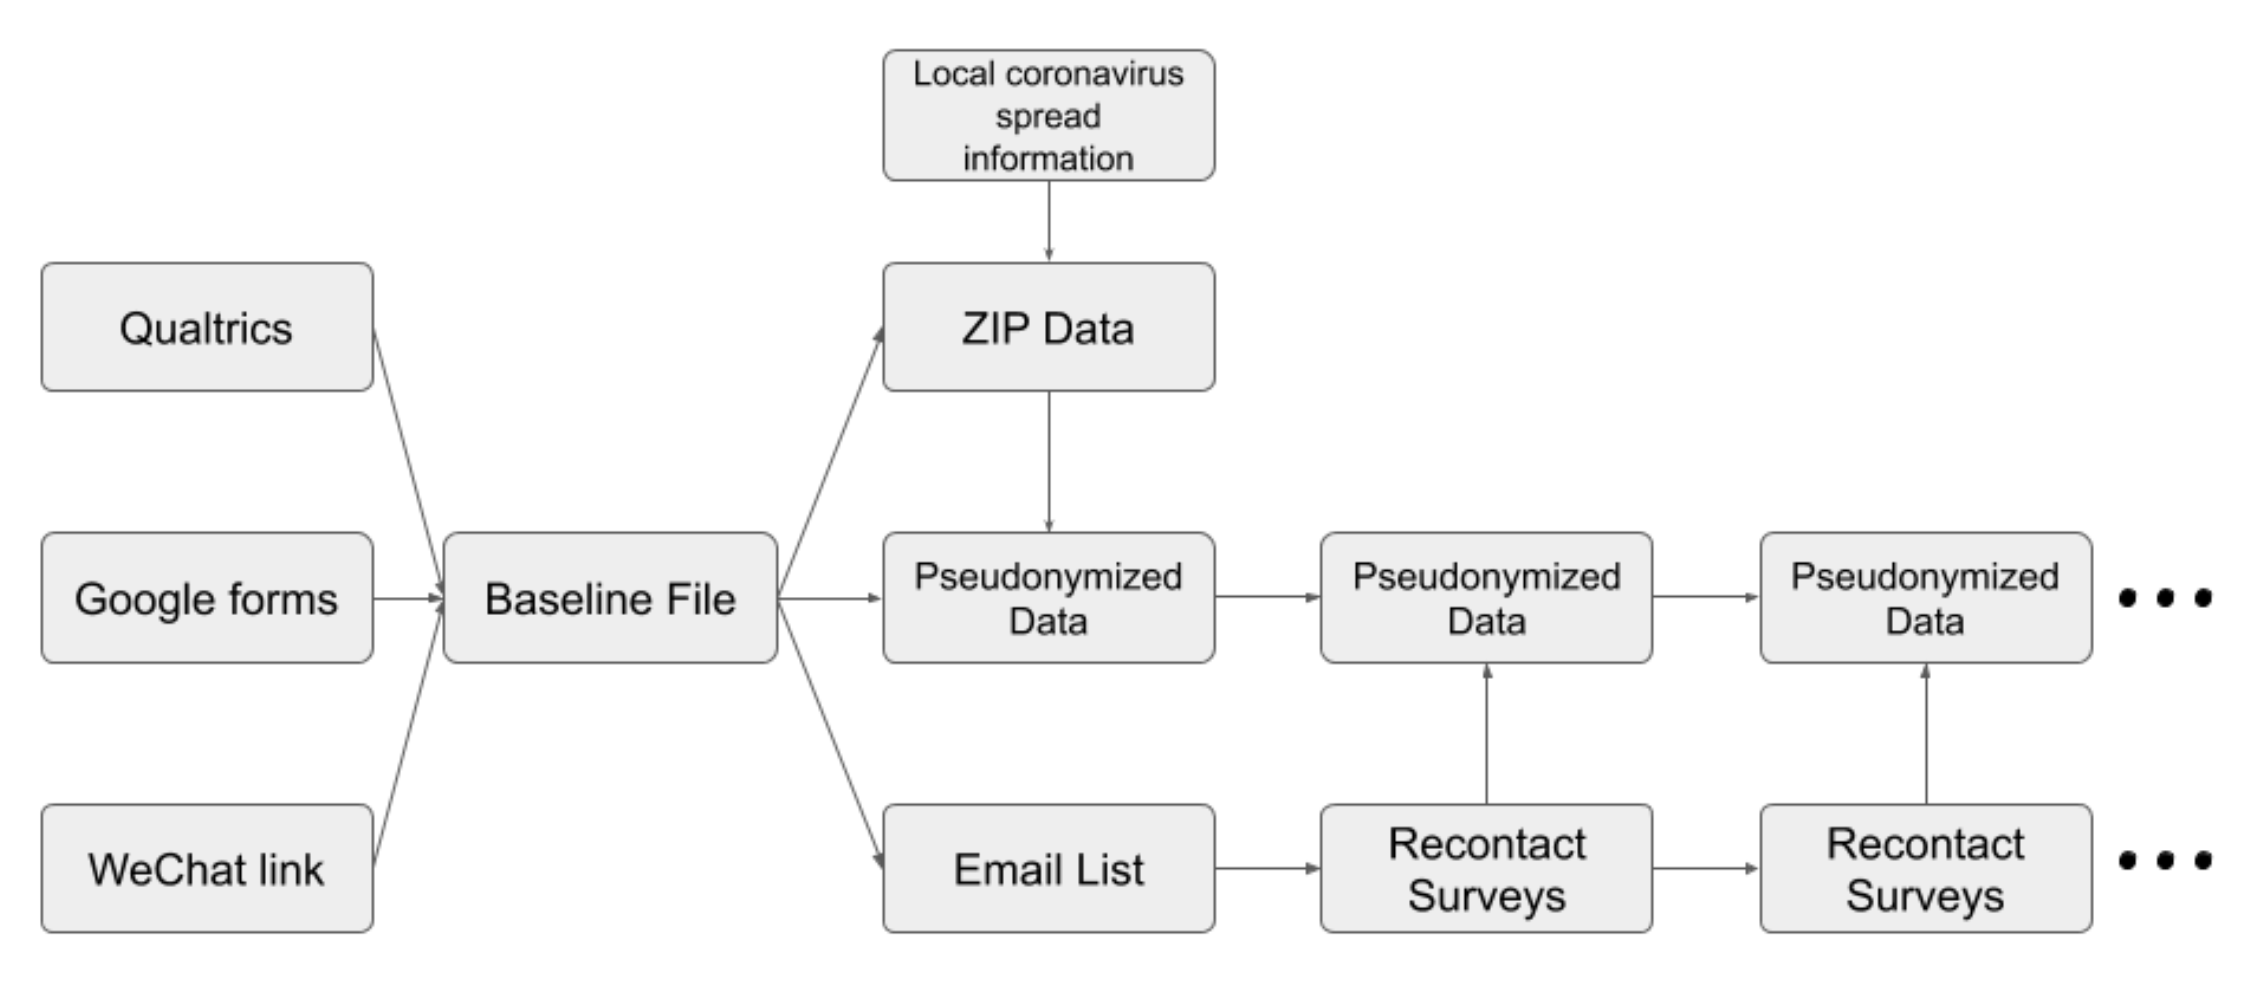 Local coronavirus
spread
information
Qualtrics
ZIP Data
Google forms
Baseline File
Pseudonymized
Data
Pseudonymized
Data
Pseudonymized
Data
WeChat link
Email List
Recontact
Surveys
Recontact
Surveys